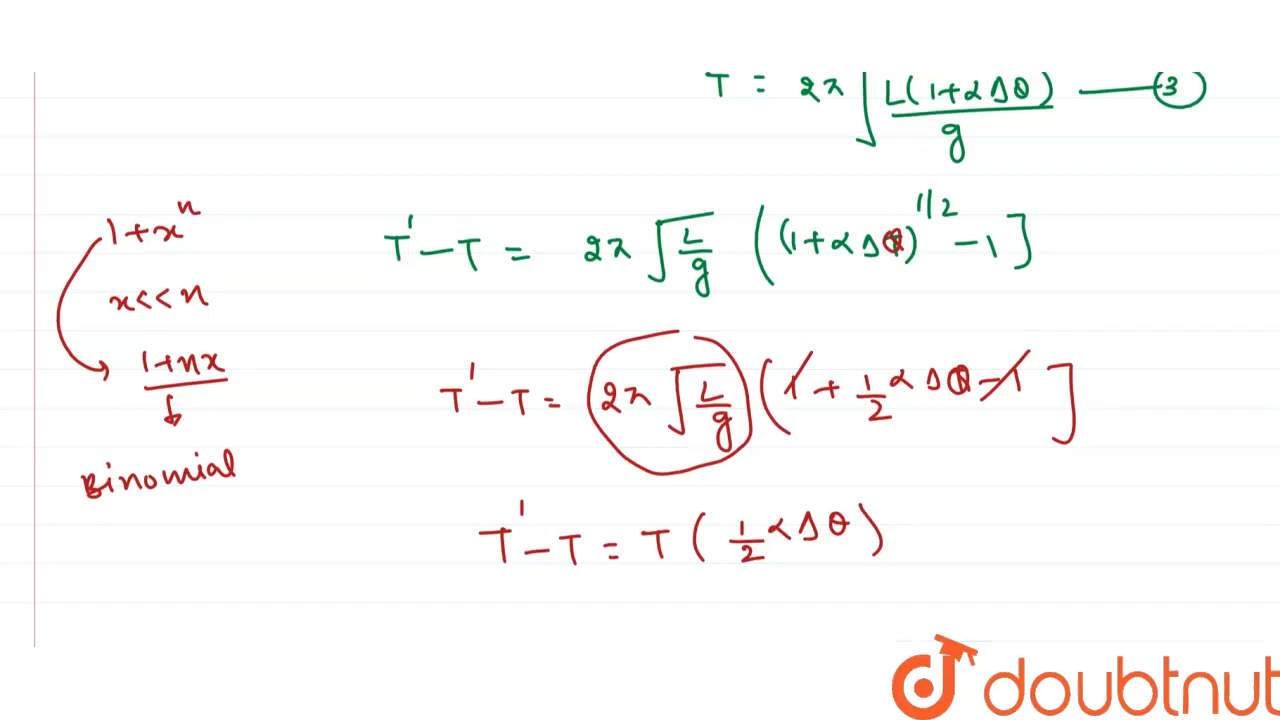 T = 2π √(L(1+αΔθ)/g) —— (3)
1+x^n
T' - T = 2π √(L/g) ((1+αΔθ)^1/2 - 1]
x<<n
1+nx
T' - T = 2π √(L/g) (1 + 1/2 αΔθ - 1]
Binomial
T' - T = T (1/2 αΔθ)
doubtnut